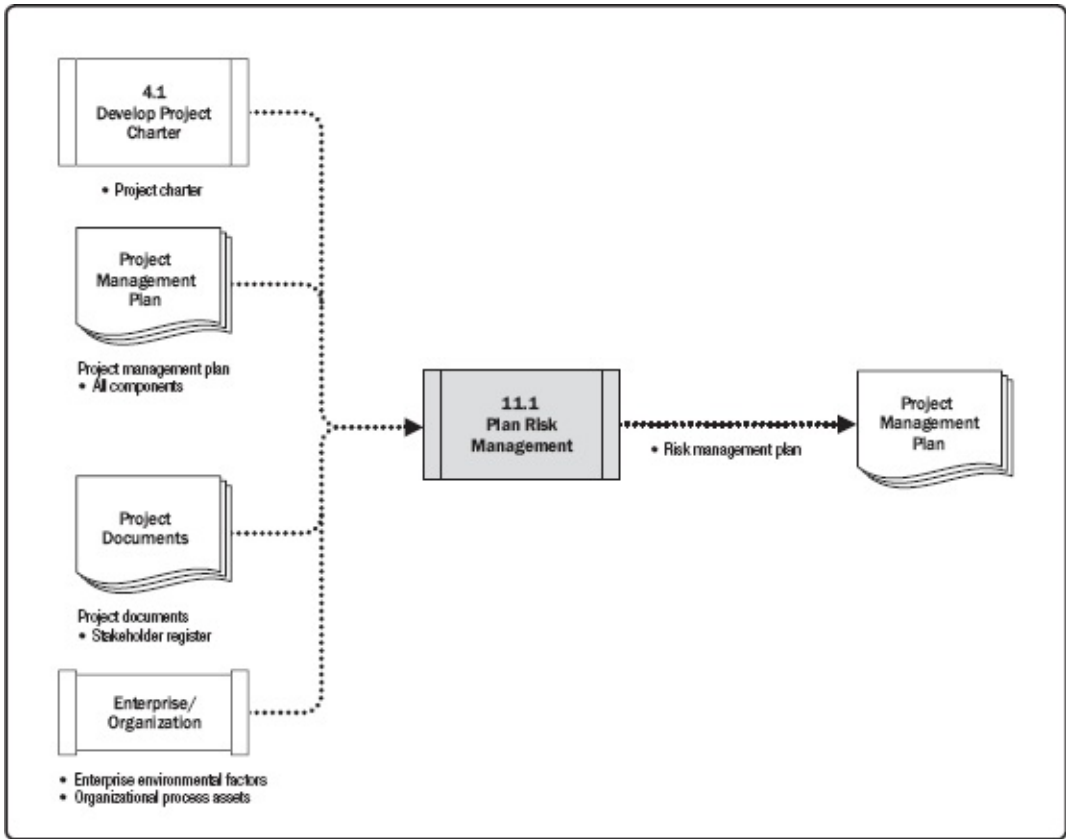 4.1
Develop Project
Charter
• Project charter
Project
Management
Plan
Project management plan
• All components
Project
Documents
Project documents
• Stakeholder register
Enterprise/
Organization
• Enterprise environmental factors
• Organizational process assets
11.1
Plan Risk
Management
• Risk management plan
Project
Management
Plan